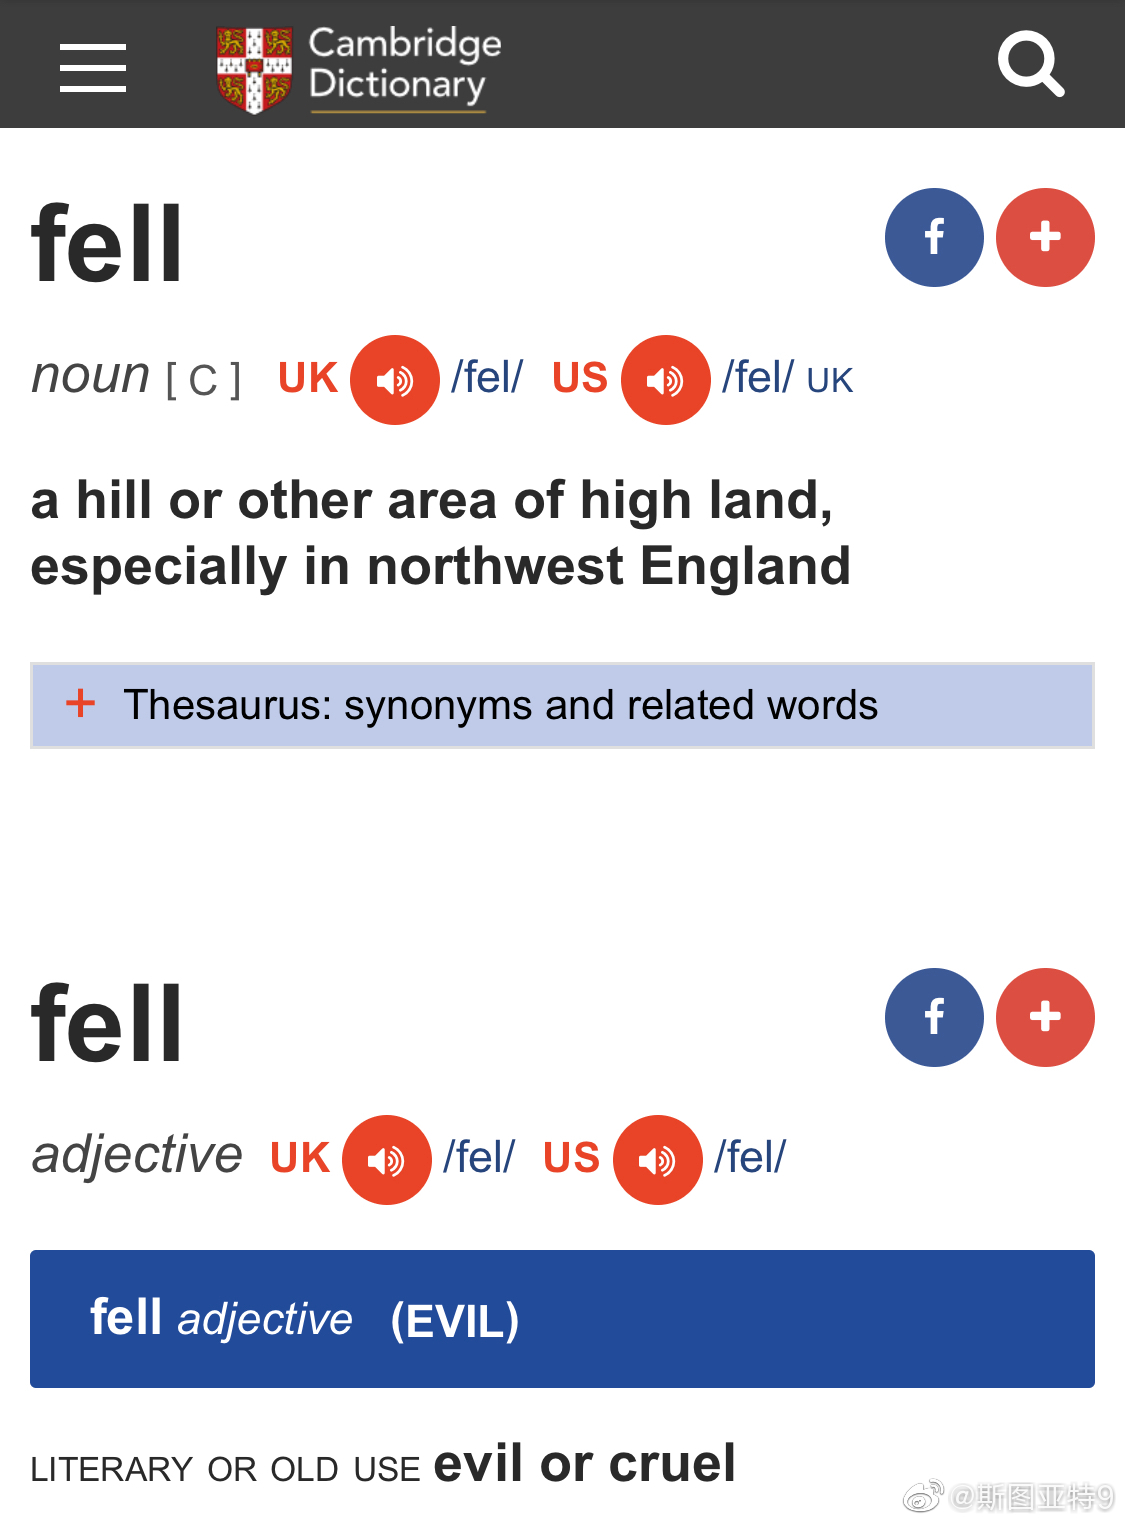 Cambridge
Dictionary
fell
noun [ C ] UK /fel/ US /fel/ UK
a hill or other area of high land,
especially in northwest England
+ Thesaurus: synonyms and related words
fell
adjective UK /fel/ US /fel/
fell adjective (EVIL)
LITERARY OR OLD USE evil or cruel
@斯图亚特9